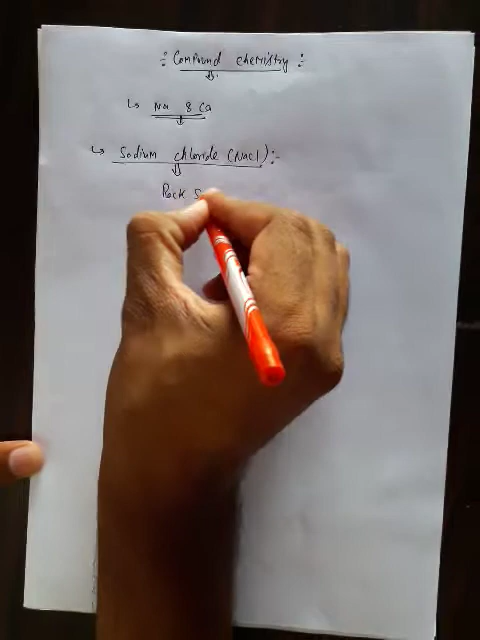 : Compound chemistry :
↳ Na & Ca
↳ Sodium chloride (NaCl) :-
Rock S